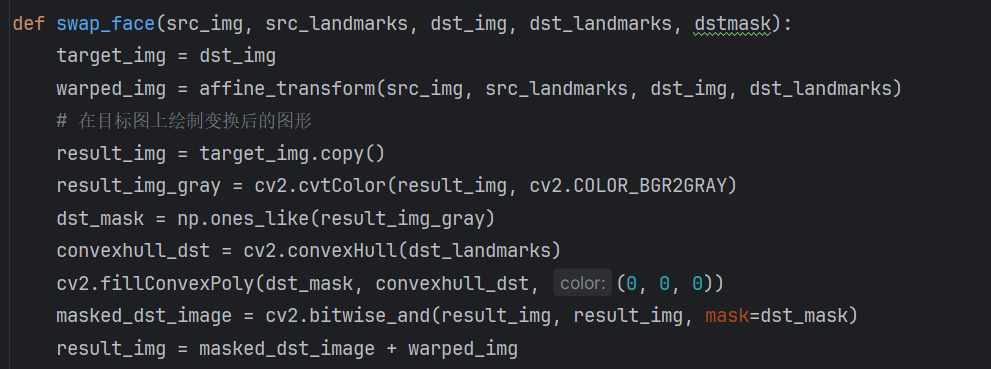 def swap_face(src_img, src_landmarks, dst_img, dst_landmarks, dstmask):
    target_img = dst_img
    warped_img = affine_transform(src_img, src_landmarks, dst_img, dst_landmarks)
    # 在目标图上绘制变换后的图形
    result_img = target_img.copy()
    result_img_gray = cv2.cvtColor(result_img, cv2.COLOR_BGR2GRAY)
    dst_mask = np.ones_like(result_img_gray)
    convexhull_dst = cv2.convexHull(dst_landmarks)
    cv2.fillConvexPoly(dst_mask, convexhull_dst, color: (0, 0, 0))
    masked_dst_image = cv2.bitwise_and(result_img, result_img, mask=dst_mask)
    result_img = masked_dst_image + warped_img